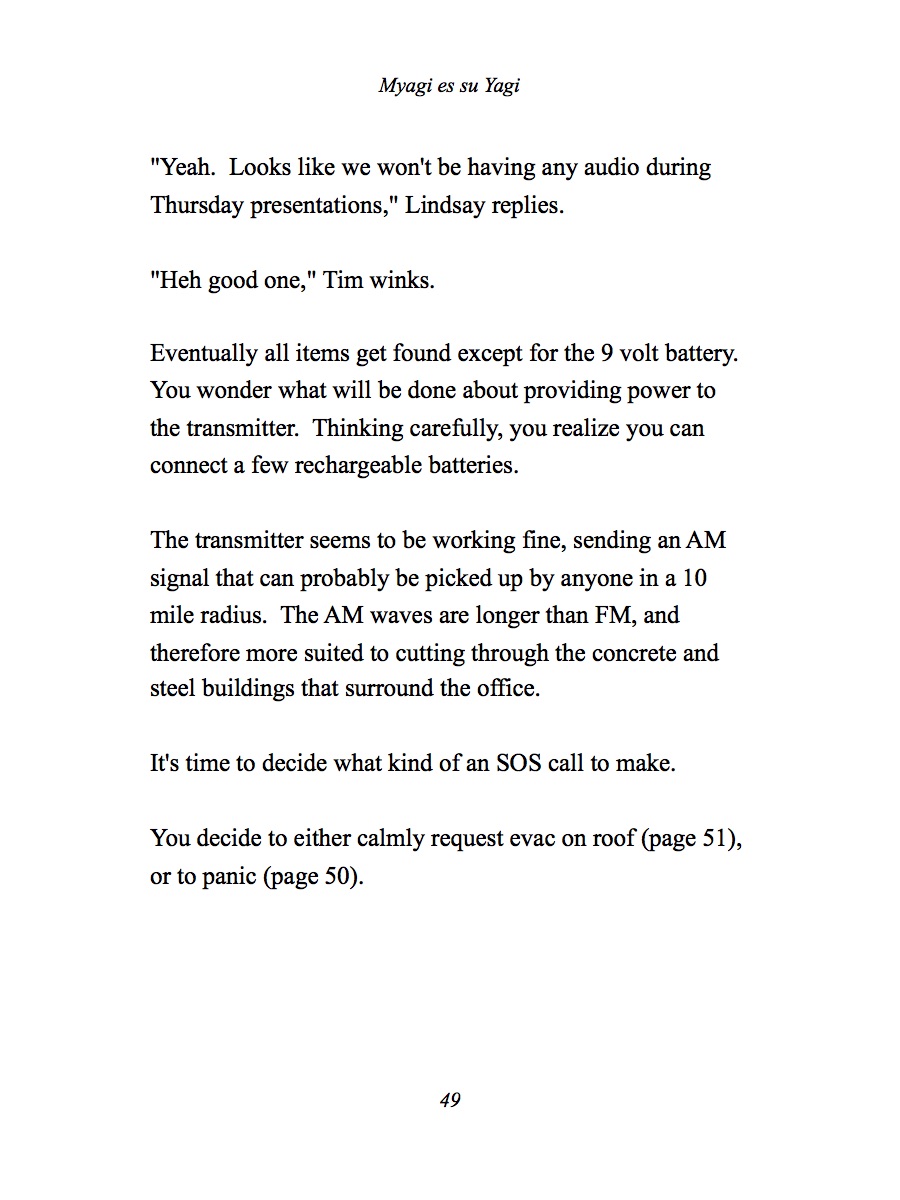 Myagi es su Yagi
"Yeah.  Looks like we won't be having any audio during
Thursday presentations," Lindsay replies.
"Heh good one," Tim winks.
Eventually all items get found except for the 9 volt battery.
You wonder what will be done about providing power to
the transmitter.  Thinking carefully, you realize you can
connect a few rechargeable batteries.
The transmitter seems to be working fine, sending an AM
signal that can probably be picked up by anyone in a 10
mile radius.  The AM waves are longer than FM, and
therefore more suited to cutting through the concrete and
steel buildings that surround the office.
It's time to decide what kind of an SOS call to make.
You decide to either calmly request evac on roof (page 51),
or to panic (page 50).
49